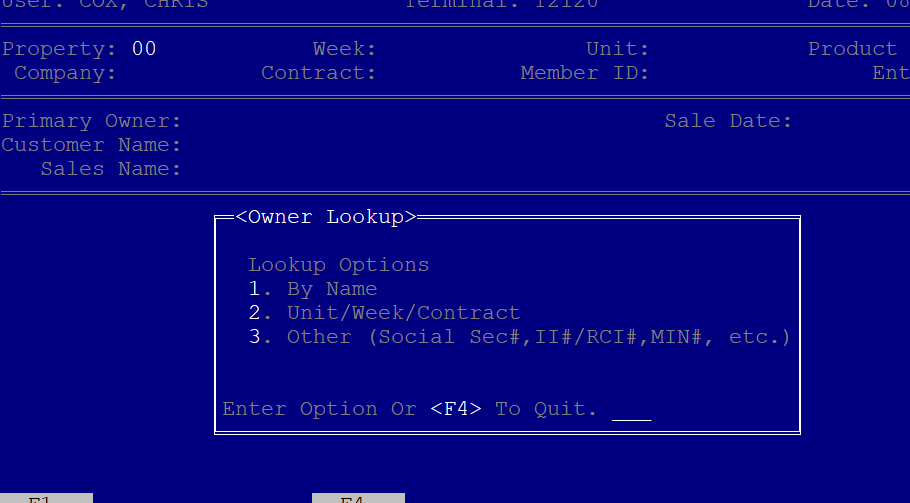 User: COX, CHRIS Terminal: 12120 Date: 08
Property: 00 Week: Unit: Product
Company: Contract: Member ID: Ent
Primary Owner: Sale Date:
Customer Name:
Sales Name:
<Owner Lookup>
Lookup Options
1. By Name
2. Unit/Week/Contract
3. Other (Social Sec#,II#/RCI#,MIN#, etc.)
Enter Option Or <F4> To Quit. ___
F1 F4